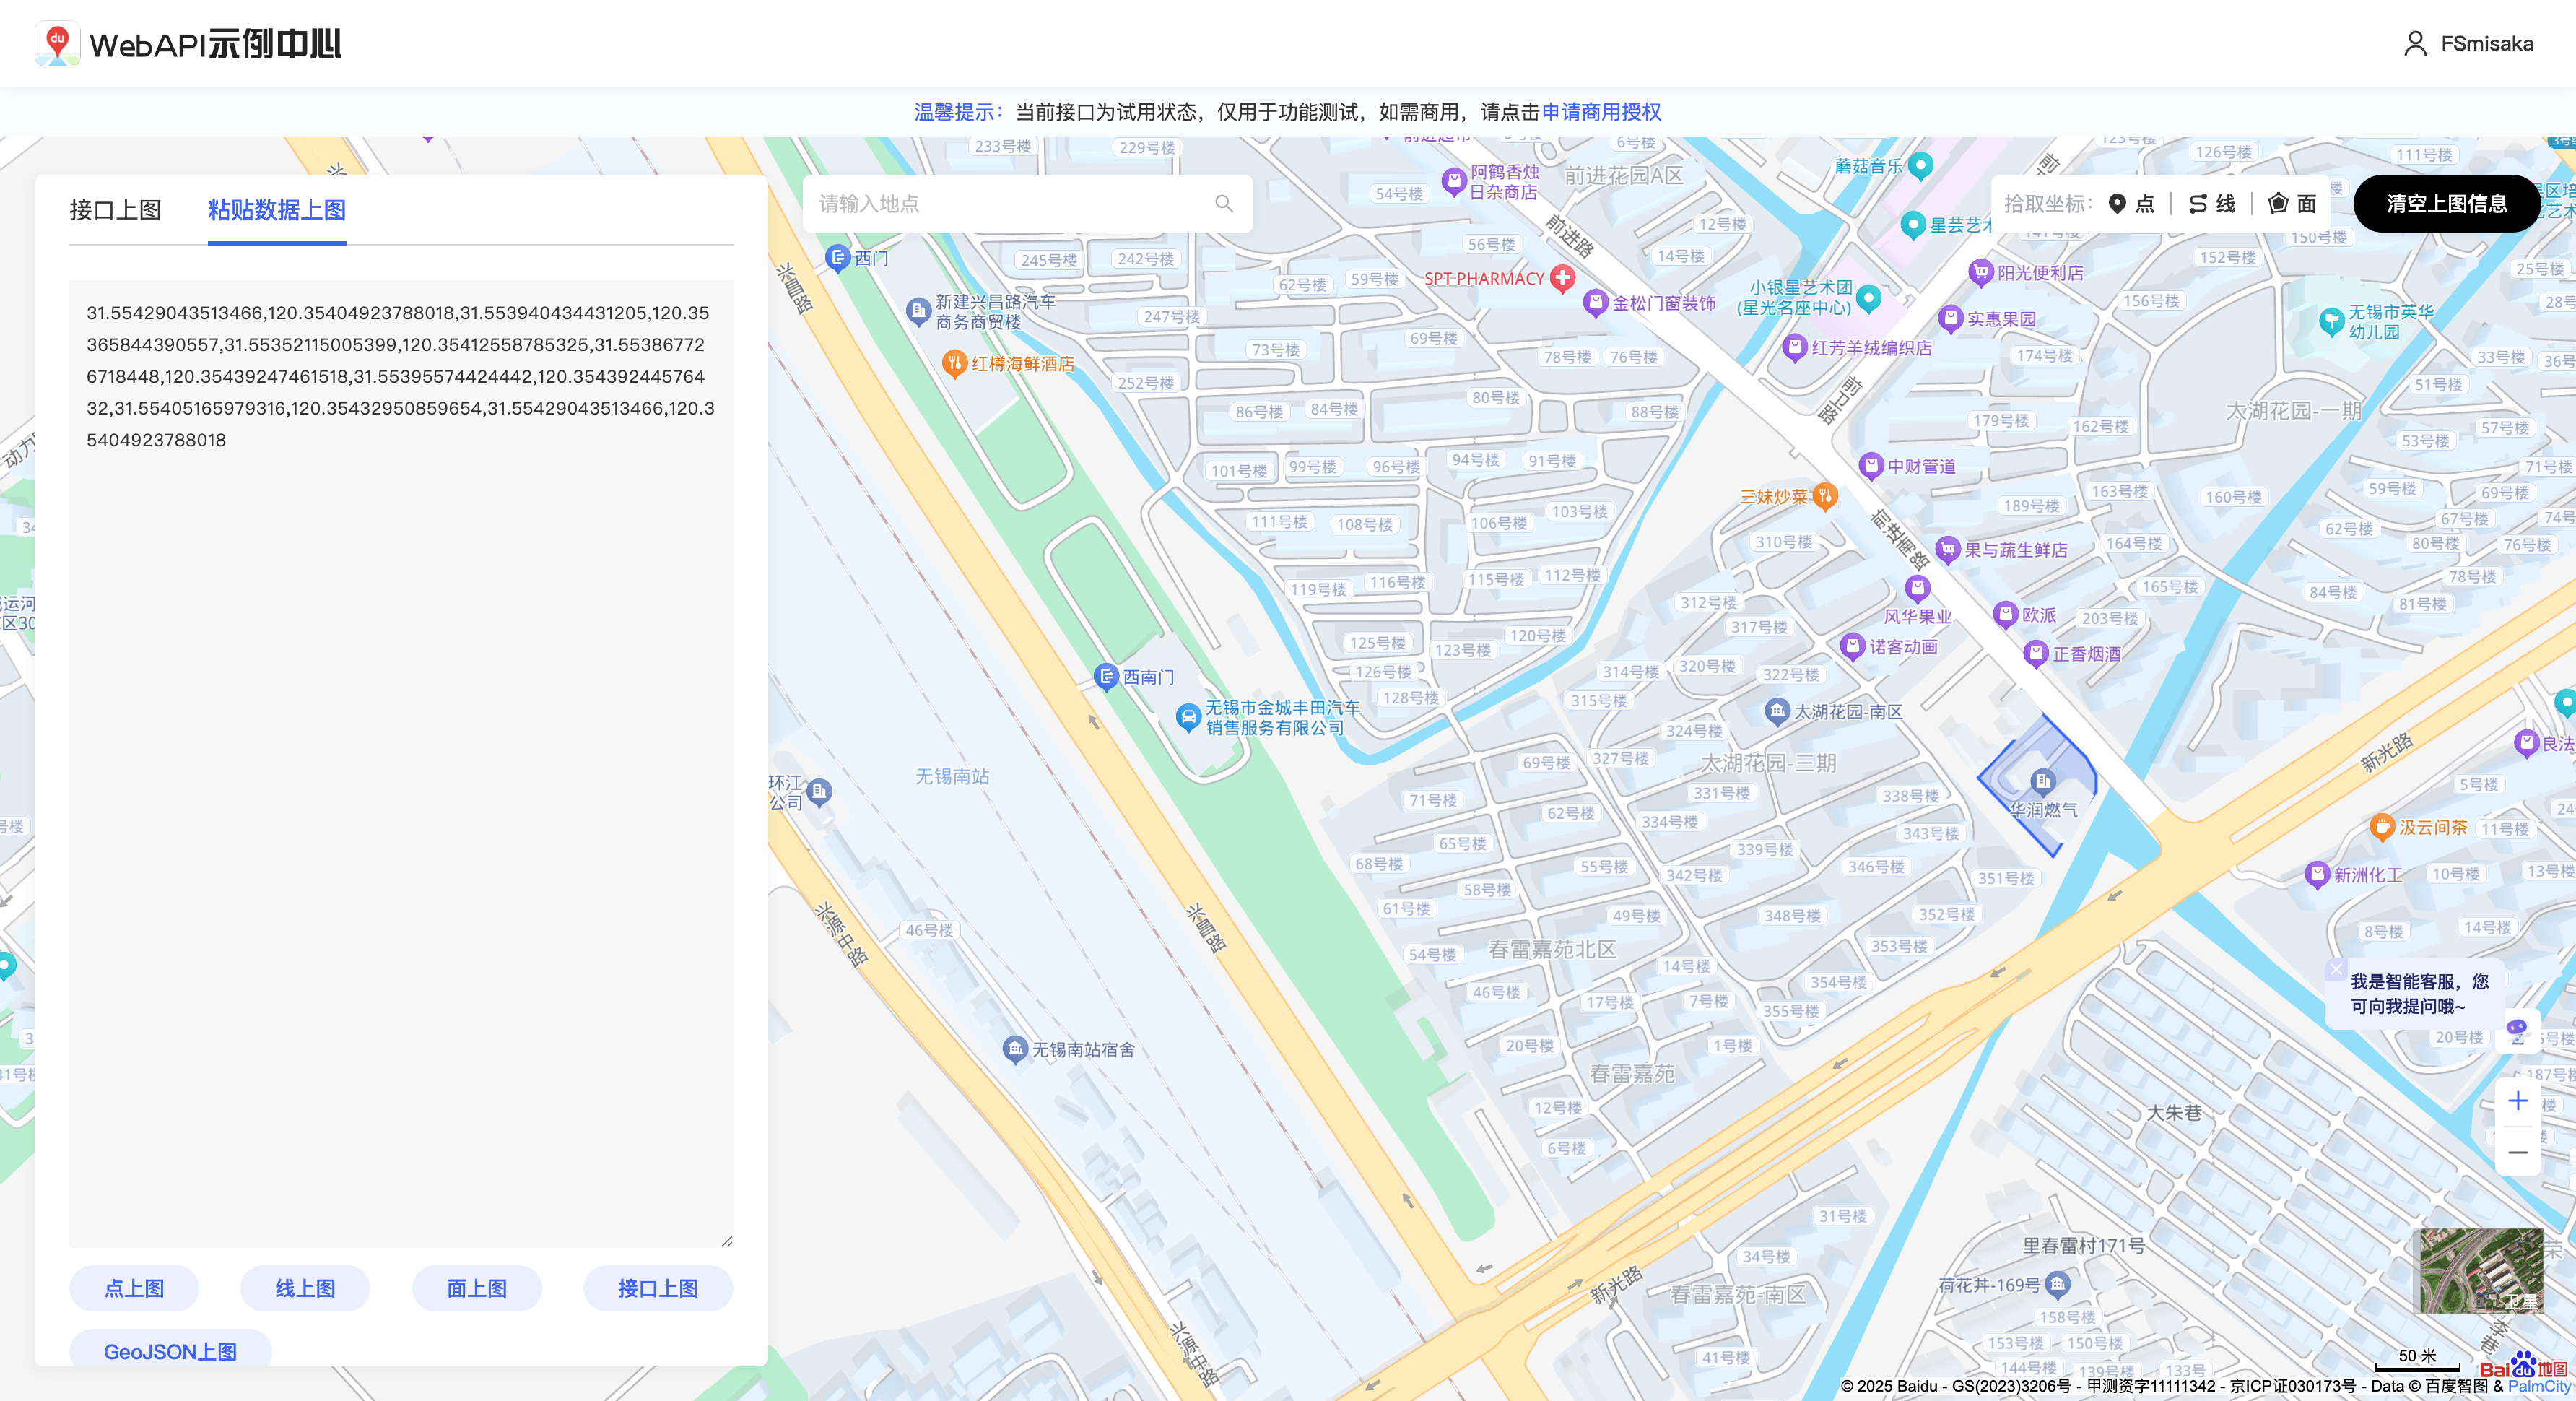 WebAPI示例中心
FSmisaka
温馨提示：当前接口为试用状态，仅用于功能测试，如需商用，请点击申请商用授权
接口上图
粘贴数据上图
31.55429043513466,120.35404923788018,31.553940434431205,120.35
365844390557,31.55352115005399,120.35412558785325,31.55386772
6718448,120.35439247461518,31.55395574424442,120.354392445764
32,31.55405165979316,120.35432950859654,31.55429043513466,120.3
5404923788018
点上图
线上图
面上图
接口上图
GeoJSON上图
请输入地点
拾取坐标：
点
线
面
清空上图信息
233号楼
229号楼
54号楼
阿鹤香烛
日杂商店
6号楼
前进花园A区
蘑菇音乐
126号楼
111号楼
星芸艺术
西门
245号楼
242号楼
56号楼
前进路
12号楼
14号楼
150号楼
152号楼
25号楼
62号楼
59号楼
SPT PHARMACY
金松门窗装饰
小银星艺术团
(星光名座中心)
阳光便利店
156号楼
兴昌路
新建兴昌路汽车
商务商贸楼
247号楼
69号楼
实惠果园
无锡市英华
幼儿园
73号楼
78号楼
76号楼
红芳羊绒编织店
174号楼
33号楼
红樽海鲜酒店
252号楼
51号楼
86号楼
84号楼
80号楼
88号楼
179号楼
162号楼
太湖花园-一期
57号楼
53号楼
101号楼
99号楼
96号楼
94号楼
91号楼
中财管道
71号楼
三妹炒菜
163号楼
160号楼
59号楼
69号楼
189号楼
111号楼
108号楼
106号楼
103号楼
前进南路
62号楼
67号楼
310号楼
果与蔬生鲜店
164号楼
80号楼
76号楼
119号楼
116号楼
115号楼
112号楼
165号楼
78号楼
84号楼
81号楼
312号楼
风华果业
欧派
203号楼
317号楼
125号楼
123号楼
120号楼
诺客动画
正香烟酒
126号楼
314号楼
320号楼
322号楼
西南门
128号楼
315号楼
无锡市金城丰田汽车
销售服务有限公司
太湖花园-南区
324号楼
新光路
69号楼
327号楼
太湖花园-三期
无锡南站
环江
公司
5号楼
71号楼
62号楼
331号楼
338号楼
华润燃气
334号楼
343号楼
汲云间茶
11号楼
65号楼
339号楼
68号楼
55号楼
342号楼
346号楼
351号楼
新洲化工
10号楼
13号楼
58号楼
61号楼
49号楼
348号楼
352号楼
兴昌路
兴源中路
46号楼
8号楼
14号楼
54号楼
春雷嘉苑北区
353号楼
14号楼
354号楼
我是智能客服，您
可向我提问哦~
46号楼
17号楼
7号楼
355号楼
20号楼
无锡南站宿舍
20号楼
1号楼
春雷嘉苑
12号楼
大朱巷
6号楼
31号楼
里春雷村171号
34号楼
荷花井-169号
新光路
春雷嘉苑-南区
卫星
158号楼
153号楼
150号楼
兴源中路
41号楼
144号楼
139号楼
50 米
Bai du 地图
© 2025 Baidu - GS(2023)3206号 - 甲测资字11111342 - 京ICP证030173号 - Data © 百度智图 & PalmCity